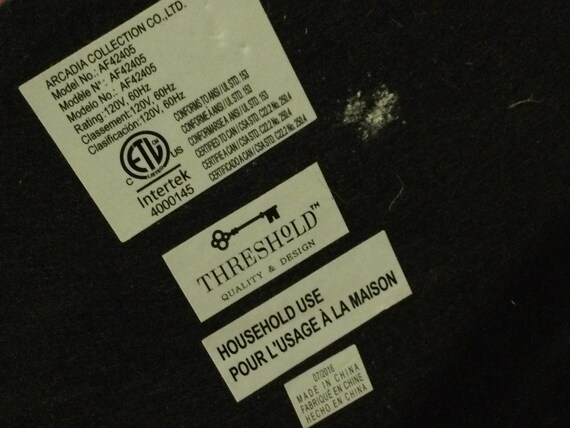 ARCADIA COLLECTION CO.,LTD.
Model No.: AF42405
Modèle N°.: AF42405
Modelo No.: AF42405
Rating:120V, 60Hz
Classement:120V, 60Hz
Clasificación:120V, 60Hz
CONFORMS TO ANSI / UL STD. 153
CONFORME À ANSI / UL STD. 153
CONFORMARSE A ANSI / UL STD. 153
CERTIFIED TO CAN / CSA STD. C22.2 No. 250.4
CERTIFIÉ À CAN / CSA STD. C22.2 No. 250.4
CERTIFICADO A CAN / CSA STD. C22.2 No. 250.4
ETL
C US
Intertek
4000145
THRESHOLD™
QUALITY & DESIGN
HOUSEHOLD USE
POUR L'USAGE À LA MAISON
07/2016
MADE IN CHINA
FABRIQUÉ EN CHINE
HECHO EN CHINA